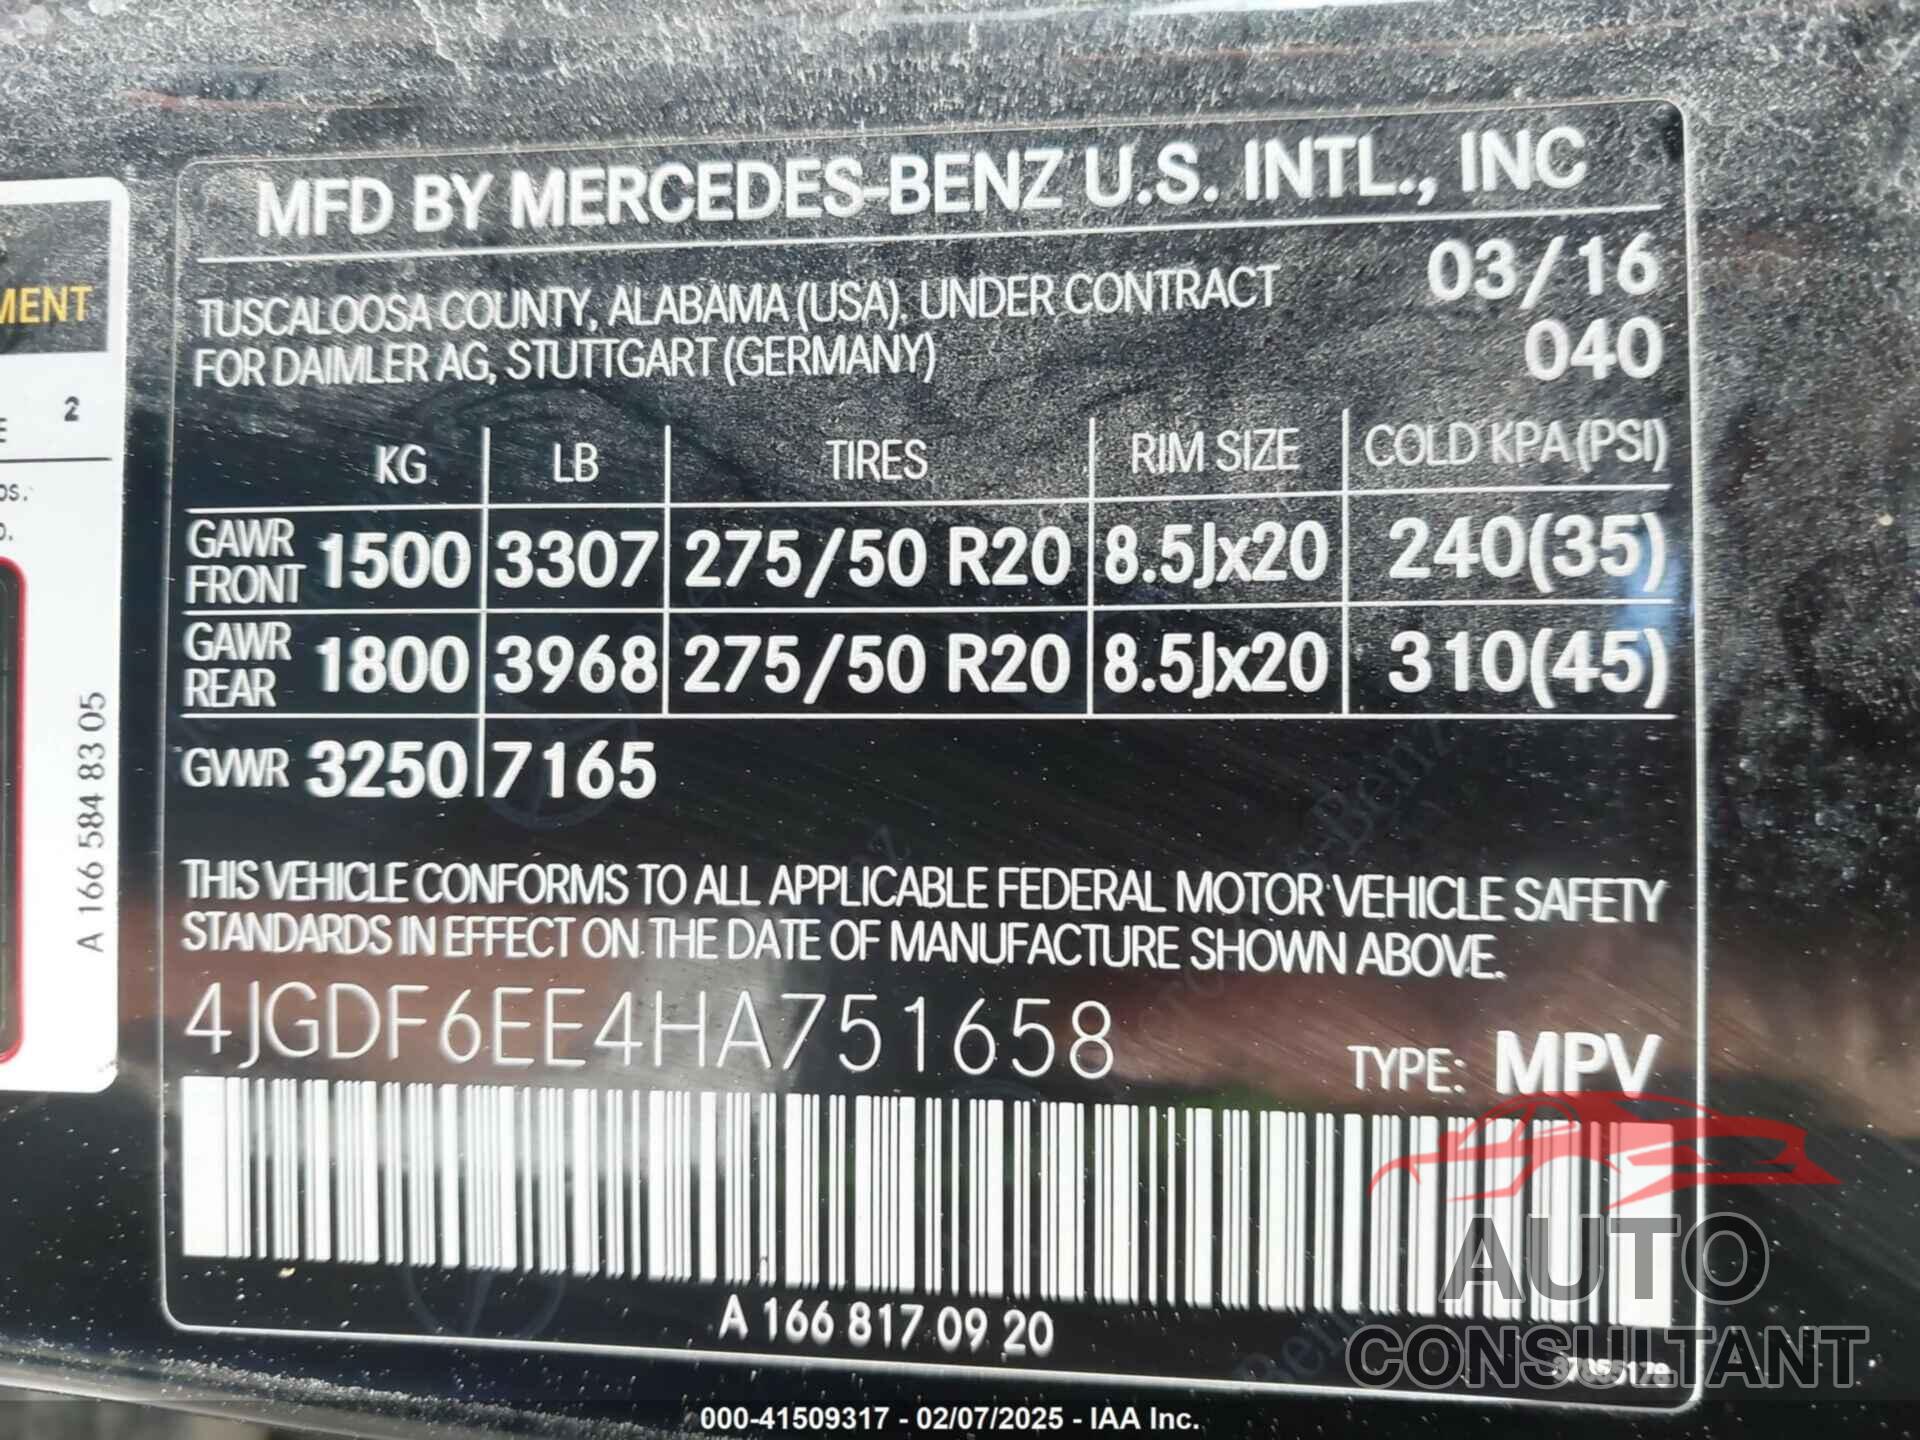 MFD BY MERCEDES-BENZ U.S. INTL., INC
03/16
TUSCALOOSA COUNTY, ALABAMA (USA), UNDER CONTRACT
FOR DAIMLER AG, STUTTGART (GERMANY)
040
KG LB TIRES RIM SIZE COLD KPA (PSI)
GAWR FRONT 1500 3307 275/50 R20 8.5Jx20 240(35)
GAWR REAR 1800 3968 275/50 R20 8.5Jx20 310(45)
GVWR 3250 7165
THIS VEHICLE CONFORMS TO ALL APPLICABLE FEDERAL MOTOR VEHICLE SAFETY
STANDARDS IN EFFECT ON THE DATE OF MANUFACTURE SHOWN ABOVE.
4JGDF6EE4HA751658
TYPE: MPV
A 166 817 09 20
MENT
2
A 166 584 83 05
AUTO
CONSULTANT
000-41509317 - 02/07/2025 - IAA Inc.